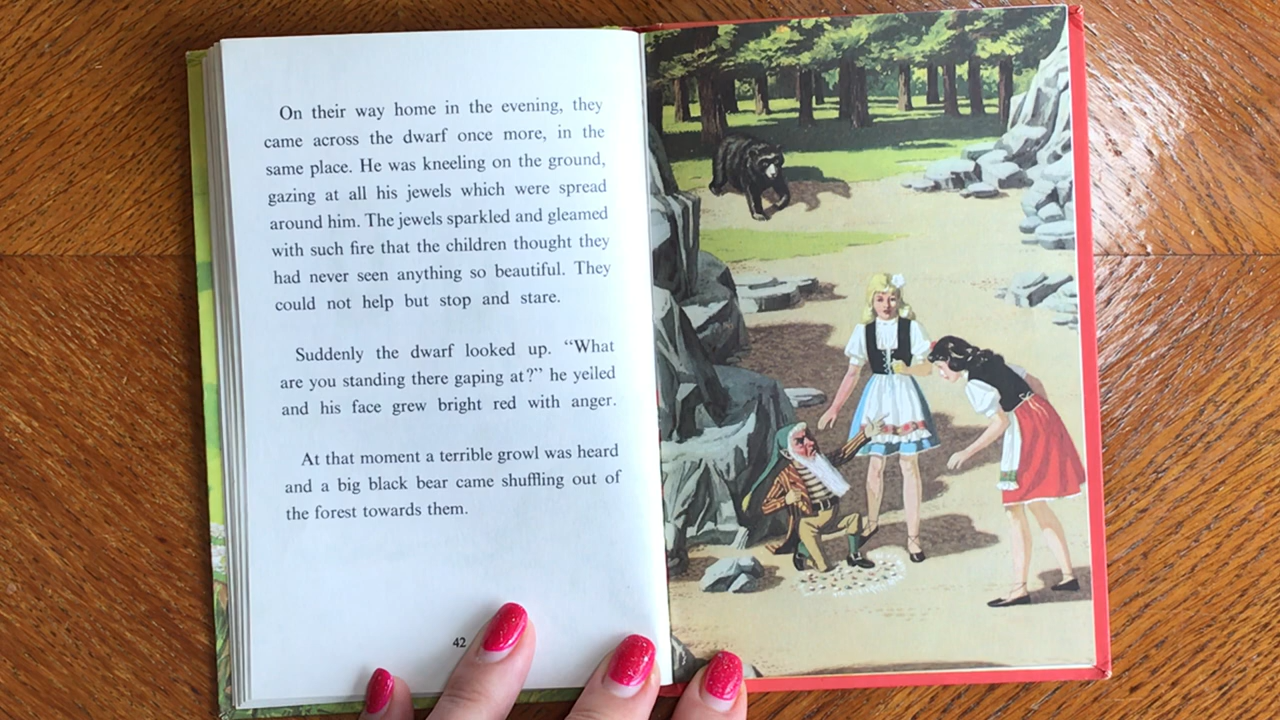 On their way home in the evening, they
came across the dwarf once more, in the
same place. He was kneeling on the ground,
gazing at all his jewels which were spread
around him. The jewels sparkled and gleamed
with such fire that the children thought they
had never seen anything so beautiful. They
could not help but stop and stare.
Suddenly the dwarf looked up. “What
are you standing there gaping at?” he yelled
and his face grew bright red with anger.
At that moment a terrible growl was heard
and a big black bear came shuffling out of
the forest towards them.
42